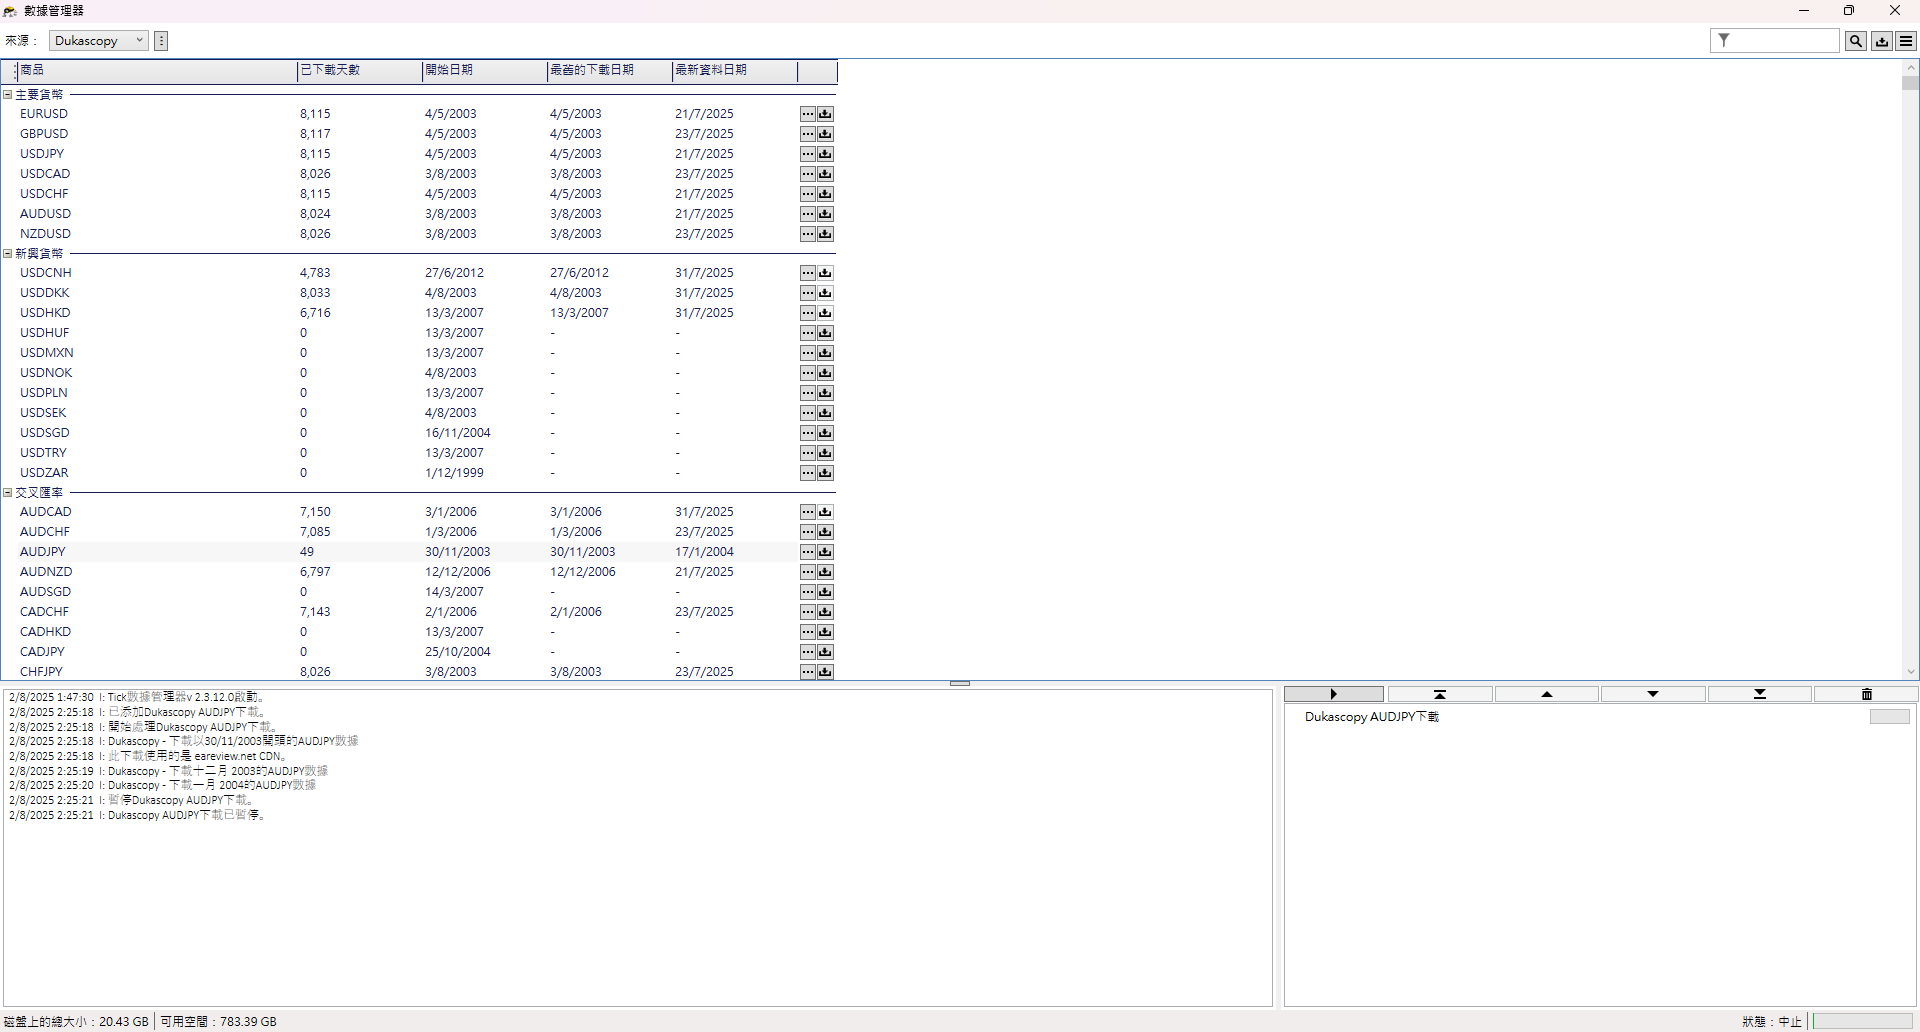 數據管理器
來源： Dukascopy
商品 已下載天數 開始日期 最舊的下載日期 最新資料日期
主要貨幣
EURUSD 8,115 4/5/2003 4/5/2003 21/7/2025
GBPUSD 8,117 4/5/2003 4/5/2003 23/7/2025
USDJPY 8,115 4/5/2003 4/5/2003 21/7/2025
USDCAD 8,026 3/8/2003 3/8/2003 23/7/2025
USDCHF 8,115 4/5/2003 4/5/2003 21/7/2025
AUDUSD 8,024 3/8/2003 3/8/2003 21/7/2025
NZDUSD 8,026 3/8/2003 3/8/2003 23/7/2025
新興貨幣
USDCNH 4,783 27/6/2012 27/6/2012 31/7/2025
USDDKK 8,033 4/8/2003 4/8/2003 31/7/2025
USDHKD 6,716 13/3/2007 13/3/2007 31/7/2025
USDHUF 0 13/3/2007 - -
USDMXN 0 13/3/2007 - -
USDNOK 0 4/8/2003 - -
USDPLN 0 13/3/2007 - -
USDSEK 0 4/8/2003 - -
USDSGD 0 16/11/2004 - -
USDTRY 0 13/3/2007 - -
USDZAR 0 1/12/1999 - -
交叉匯率
AUDCAD 7,150 3/1/2006 3/1/2006 31/7/2025
AUDCHF 7,085 1/3/2006 1/3/2006 23/7/2025
AUDJPY 49 30/11/2003 30/11/2003 17/1/2004
AUDNZD 6,797 12/12/2006 12/12/2006 21/7/2025
AUDSGD 0 14/3/2007 - -
CADCHF 7,143 2/1/2006 2/1/2006 23/7/2025
CADHKD 0 13/3/2007 - -
CADJPY 0 25/10/2004 - -
CHFJPY 8,026 3/8/2003 3/8/2003 23/7/2025
2/8/2025 1:47:30 I: Tick數據管理器v 2.3.12.0啟動。
2/8/2025 2:25:18 I: 已添加Dukascopy AUDJPY下載。
2/8/2025 2:25:18 I: 開始處理Dukascopy AUDJPY下載。
2/8/2025 2:25:18 I: Dukascopy - 下載以30/11/2003開頭的AUDJPY數據
2/8/2025 2:25:18 I: 此下載使用的是 eareview.net CDN。
2/8/2025 2:25:19 I: Dukascopy - 下載十二月 2003的AUDJPY數據
2/8/2025 2:25:20 I: Dukascopy - 下載一月 2004的AUDJPY數據
2/8/2025 2:25:21 I: 暫停Dukascopy AUDJPY下載。
2/8/2025 2:25:21 I: Dukascopy AUDJPY下載已暫停。
Dukascopy AUDJPY下載
磁盤上的總大小：20.43 GB 可用空間：783.39 GB 狀態：中止